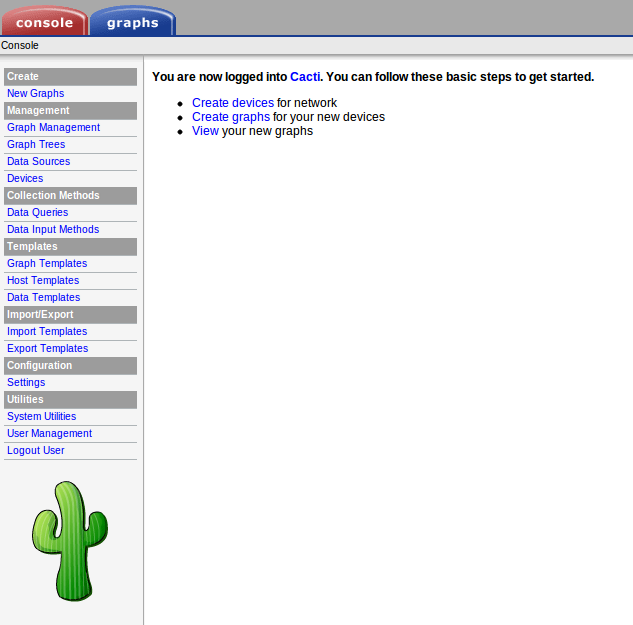 console graphs
Console
Create
New Graphs
Management
Graph Management
Graph Trees
Data Sources
Devices
Collection Methods
Data Queries
Data Input Methods
Templates
Graph Templates
Host Templates
Data Templates
Import/Export
Import Templates
Export Templates
Configuration
Settings
Utilities
System Utilities
User Management
Logout User
You are now logged into Cacti. You can follow these basic steps to get started.
Create devices for network
Create graphs for your new devices
View your new graphs